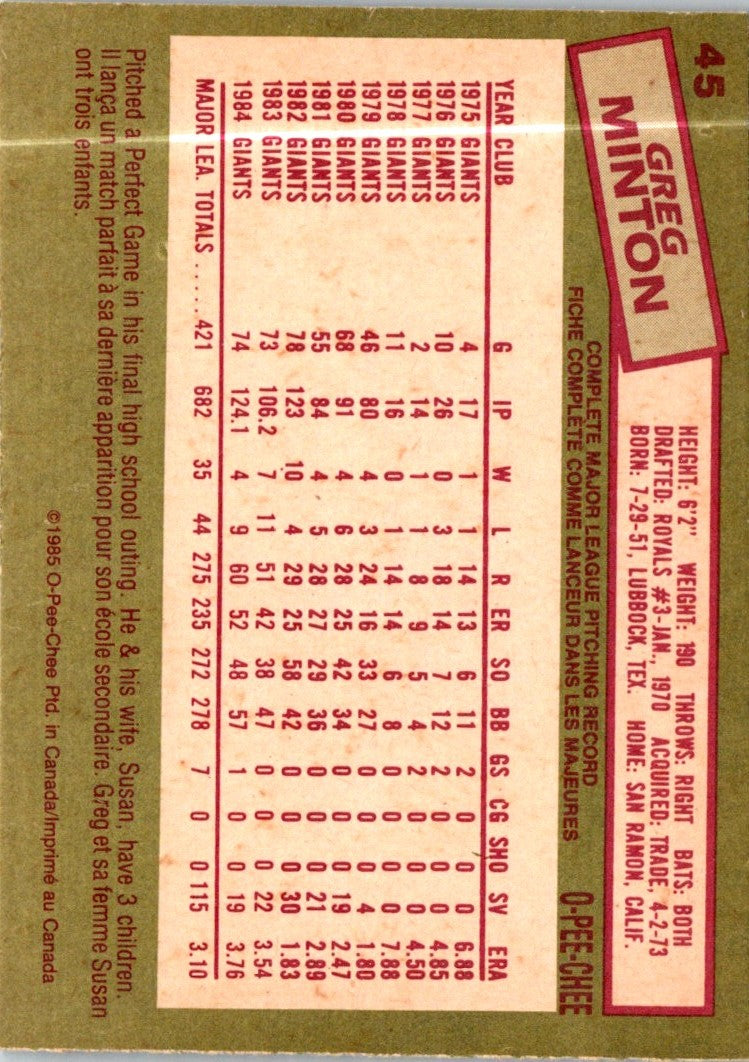 45
GREG
MINTON
HEIGHT: 6'2" WEIGHT: 190 THROWS: RIGHT BATS: BOTH
DRAFTED: ROYALS #3-JAN., 1970 ACQUIRED: TRADE, 4-2-73
BORN: 7-29-51, LUBBOCK, TEX. HOME: SAN RAMON, CALIF.
COMPLETE MAJOR LEAGUE PITCHING RECORD
FICHE COMPLÈTE COMME LANCEUR DANS LES MAJEURES
O-PEE-CHEE
YEAR CLUB G IP W L R ER SO BB GS CG SHO SV ERA
1975 GIANTS 4 17 1 1 14 13 6 11 2 0 0 0 6.88
1976 GIANTS 10 26 0 3 18 14 7 12 2 0 0 0 4.85
1977 GIANTS 2 14 1 1 8 9 5 4 2 0 0 0 4.50
1978 GIANTS 11 16 0 1 14 14 6 8 0 0 0 0 7.88
1979 GIANTS 46 80 4 3 24 16 33 27 0 0 0 4 1.80
1980 GIANTS 68 91 4 6 28 25 42 34 0 0 0 19 2.47
1981 GIANTS 55 84 4 5 28 27 29 36 0 0 0 21 2.89
1982 GIANTS 78 123 10 4 29 25 58 42 0 0 0 30 1.83
1983 GIANTS 73 106.2 7 11 51 42 38 47 0 0 0 22 3.54
1984 GIANTS 74 124.1 4 9 60 52 48 57 1 0 0 19 3.76
MAJOR LEA. TOTALS ..... 421 682 35 44 275 235 272 278 7 0 0 115 3.10
Pitched a Perfect Game in his final high school outing. He & his wife, Susan, have 3 children.
Il lança un match parfait à sa dernière apparition pour son école secondaire. Greg et sa femme Susan
ont trois enfants.
©1985 O-Pee-Chee Ptd. in Canada/Imprimé au Canada